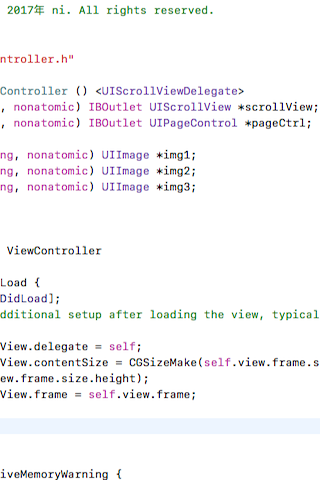 2017年 ni. All rights reserved.
ntroller.h"
Controller () <UIScrollViewDelegate>
, nonatomic) IBOutlet UIScrollView *scrollView;
, nonatomic) IBOutlet UIPageControl *pageCtrl;
ng, nonatomic) UIImage *img1;
ng, nonatomic) UIImage *img2;
ng, nonatomic) UIImage *img3;
ViewController
Load {
DidLoad];
dditional setup after loading the view, typical
View.delegate = self;
View.contentSize = CGSizeMake(self.view.frame.s
ew.frame.size.height);
View.frame = self.view.frame;
iveMemoryWarning {